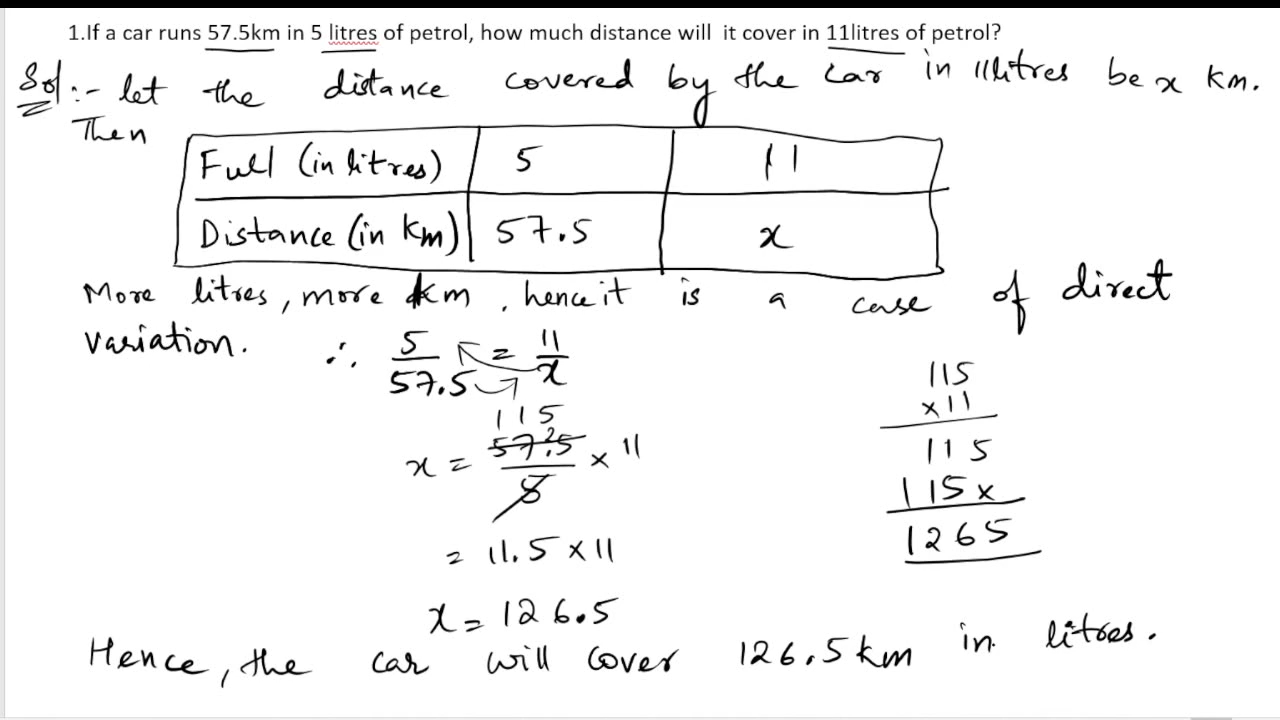 1.If a car runs 57.5km in 5 litres of petrol, how much distance will it cover in 11litres of petrol?
Sol:- let the distance covered by the car in 11litres be x km.
Then
Full (in litres) 5 11
Distance (in km) 57.5 x
More litres, more km, hence it is a case of direct
variation. ∴ 5/57.5 = 11/x
115
x = 57.5/5 × 11
= 11.5 × 11
x = 126.5
115
×11
115
115x
1265
Hence, the car will cover 126.5km in litres.